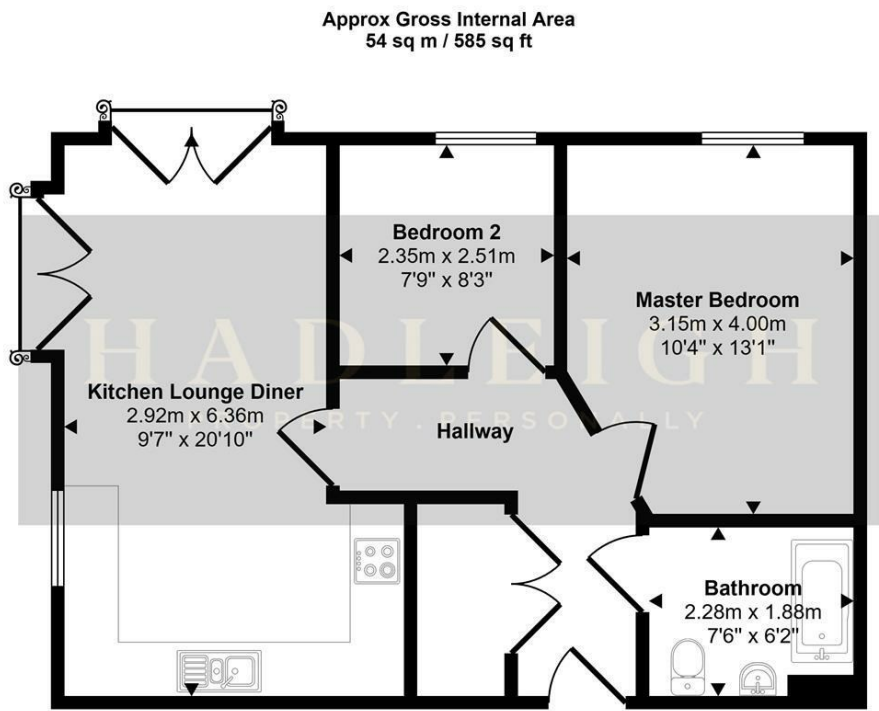 Approx Gross Internal Area
54 sq m / 585 sq ft
Bedroom 2
2.35m x 2.51m
7'9" x 8'3"
Master Bedroom
3.15m x 4.00m
10'4" x 13'1"
HADLEIGH
PROPERTY . PERSONALLY
Kitchen Lounge Diner
2.92m x 6.36m
9'7" x 20'10"
Hallway
Bathroom
2.28m x 1.88m
7'6" x 6'2"